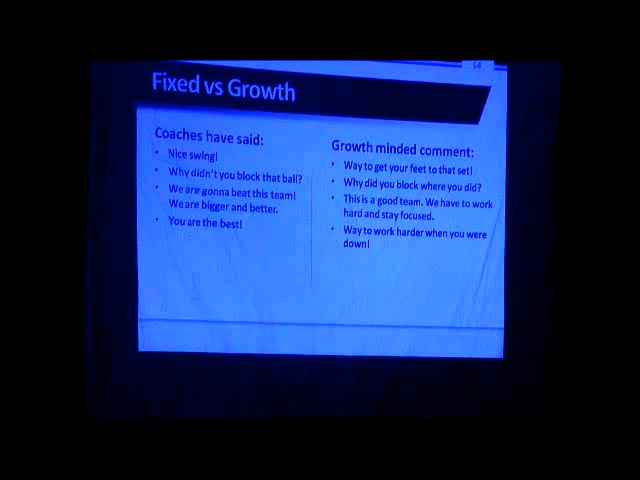 14
Fixed vs Growth
Coaches have said:
• Nice swing!
• Why didn't you block that ball?
• We are gonna beat this team!
We are bigger and better.
• You are the best!
Growth minded comment:
• Way to get your feet to that set!
• Why did you block where you did?
• This is a good team. We have to work
hard and stay focused.
• Way to work harder when you were
down!